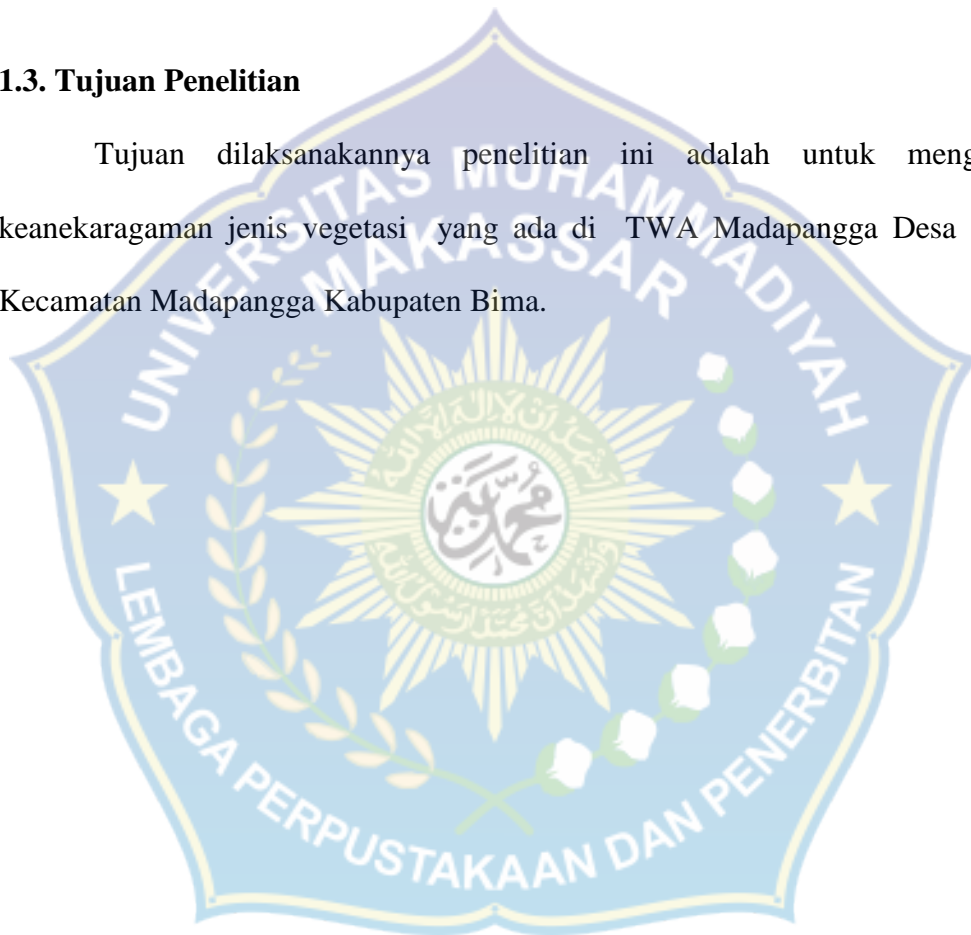 1.3. Tujuan Penelitian
Tujuan dilaksanakannya penelitian ini adalah untuk meng
keanekaragaman jenis vegetasi yang ada di TWA Madapangga Desa
Kecamatan Madapangga Kabupaten Bima.
UNIVERSITAS MUHAMMADIYAH
MAKASSAR
LEMBAGA PERPUSTAKAAN DAN PENERBITAN